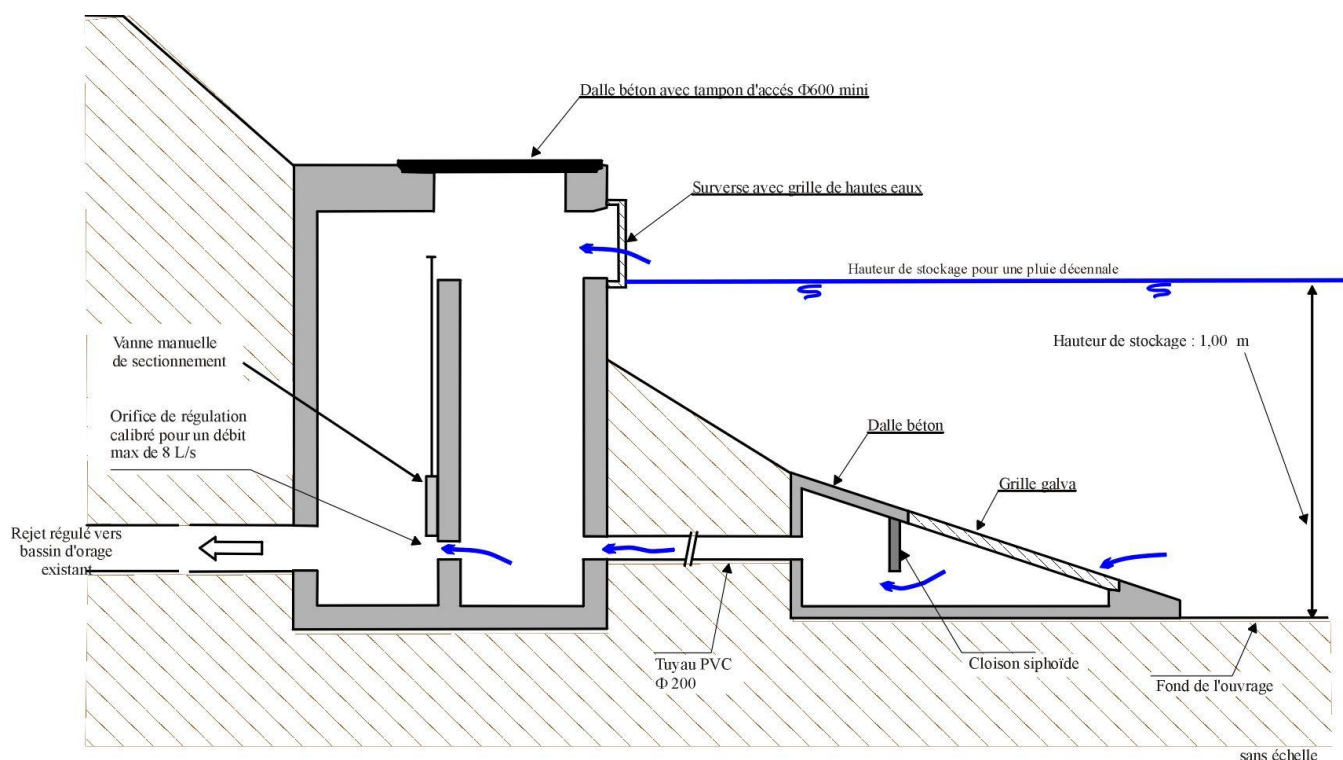 Dalle béton avec tampon d'accés Φ600 mini
Surverse avec grille de hautes eaux
Hauteur de stockage pour une pluie décennale
Vanne manuelle
de sectionnement
Hauteur de stockage : 1,00 m
Orifice de régulation
calibré pour un débit
max de 8 L/s
Dalle béton
Grille galva
Rejet régulé vers
bassin d'orage
existant
Tuyau PVC
Φ 200
Cloison siphoïde
Fond de l'ouvrage
sans échelle